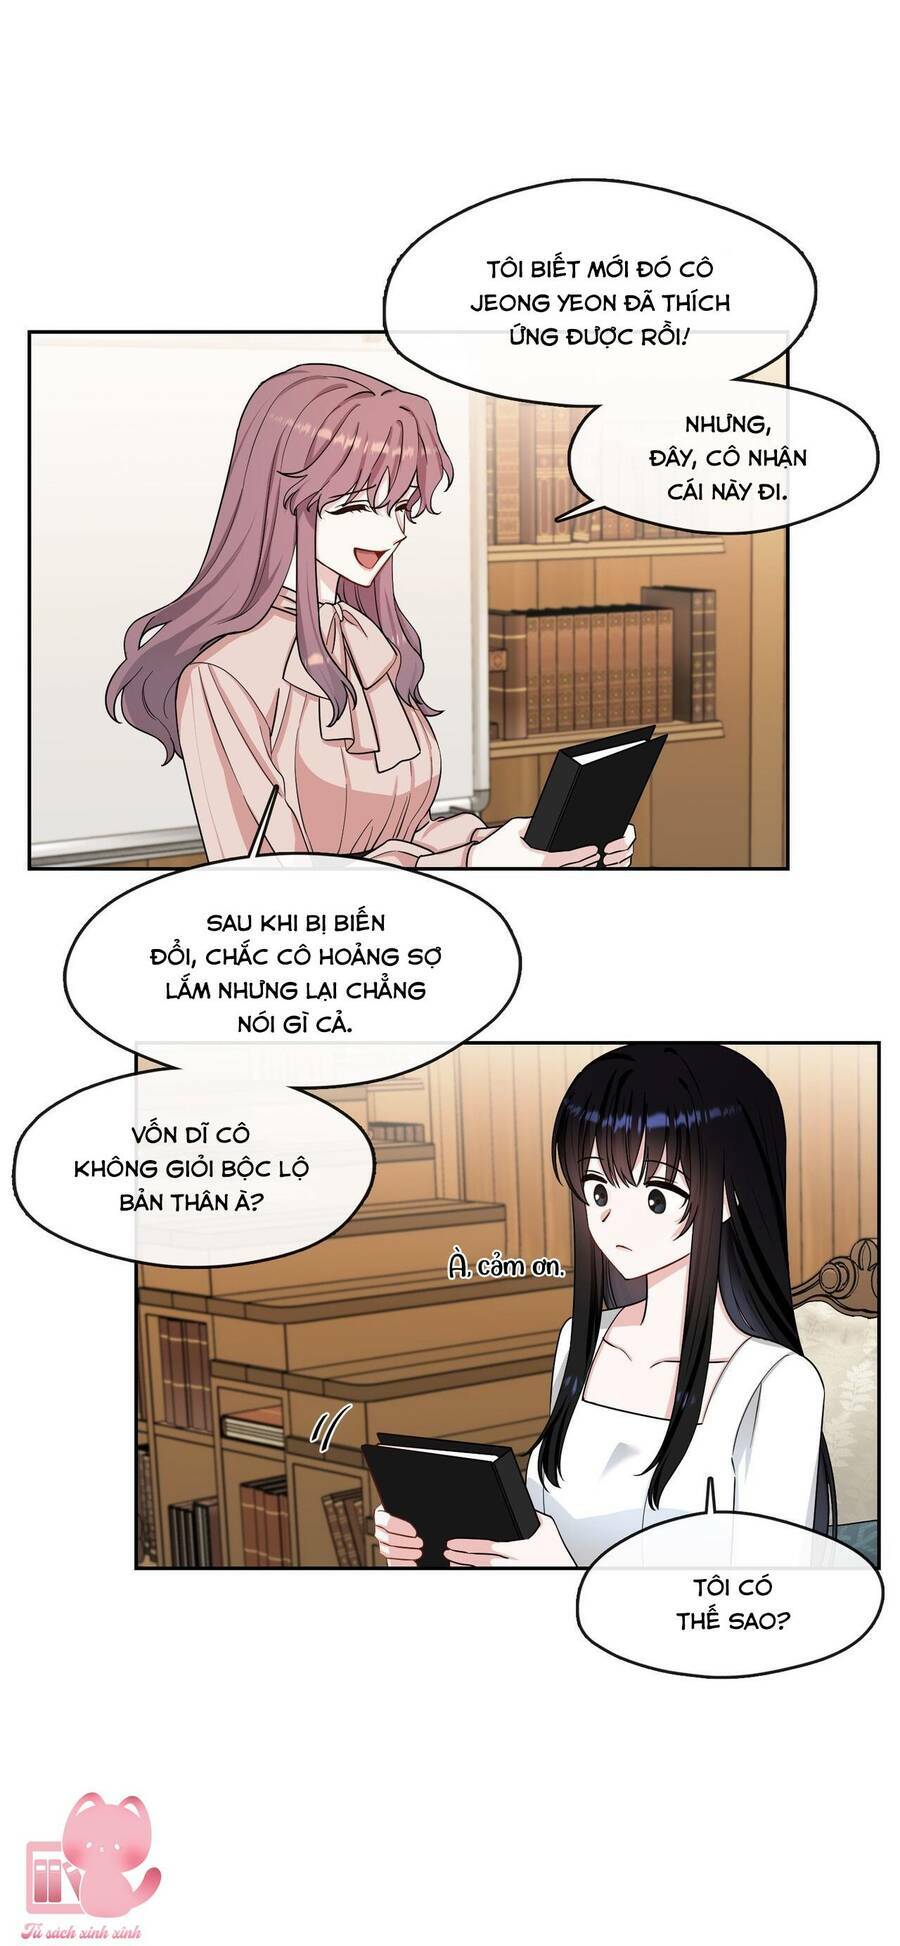 TÔI BIẾT MỚI ĐÓ CÔ
JEONG YEON ĐÃ THÍCH
ỨNG ĐƯỢC RỒI!
NHƯNG,
ĐÂY, CÔ NHẬN
CÁI NÀY ĐI.
SAU KHI BỊ BIẾN
ĐỔI, CHẮC CÔ HOẢNG SỢ
LẮM NHƯNG LẠI CHẲNG
NÓI GÌ CẢ.
VỐN DĨ CÔ
KHÔNG GIỎI BỘC LỘ
BẢN THÂN À?
À, cảm ơn.
TÔI CÓ
THẾ SAO?
Tủ sách xinh xinh